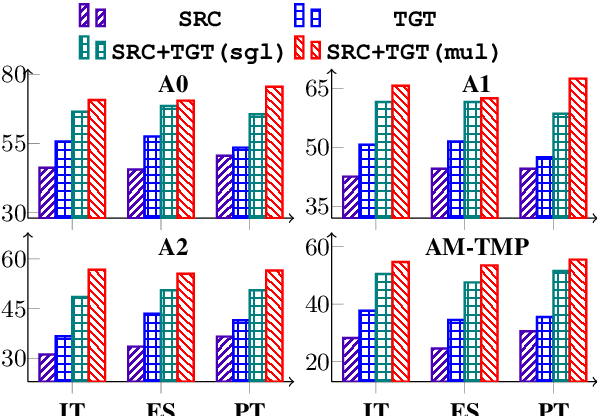 SRC TGT
SRC+TGT(sgl) SRC+TGT(mul)
80 A0 55 30
65 A1 50 35
60 A2 45 30
60 AM-TMP 40 20
IT ES PT IT ES PT